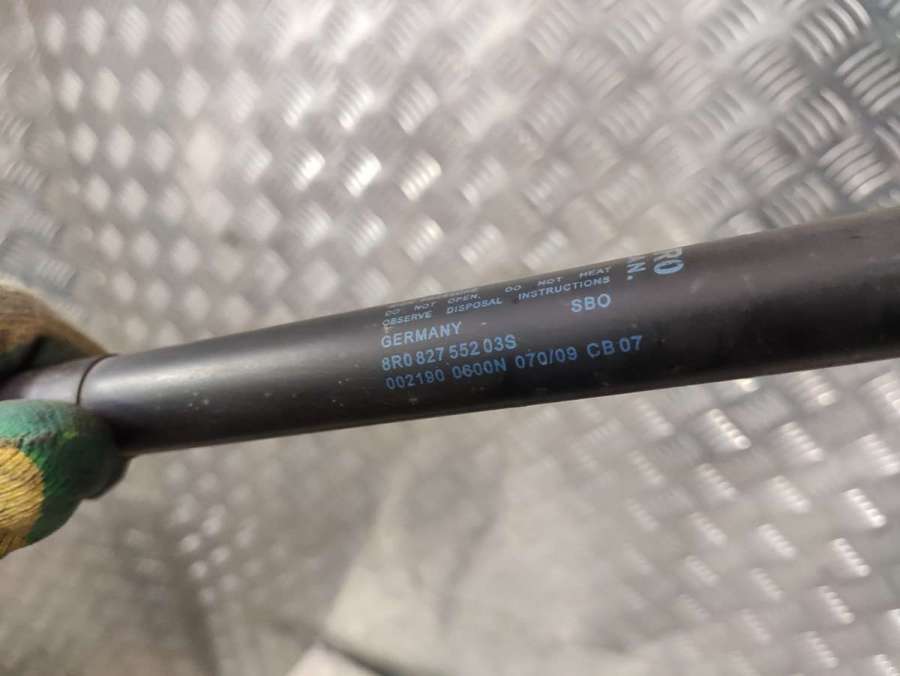 DO NOT OPEN. DO NOT HEAT
OBSERVE DISPOSAL INSTRUCTIONS
GERMANY
SBO
8R0 827 552 03S
002190 0600N 070/09 CB 07